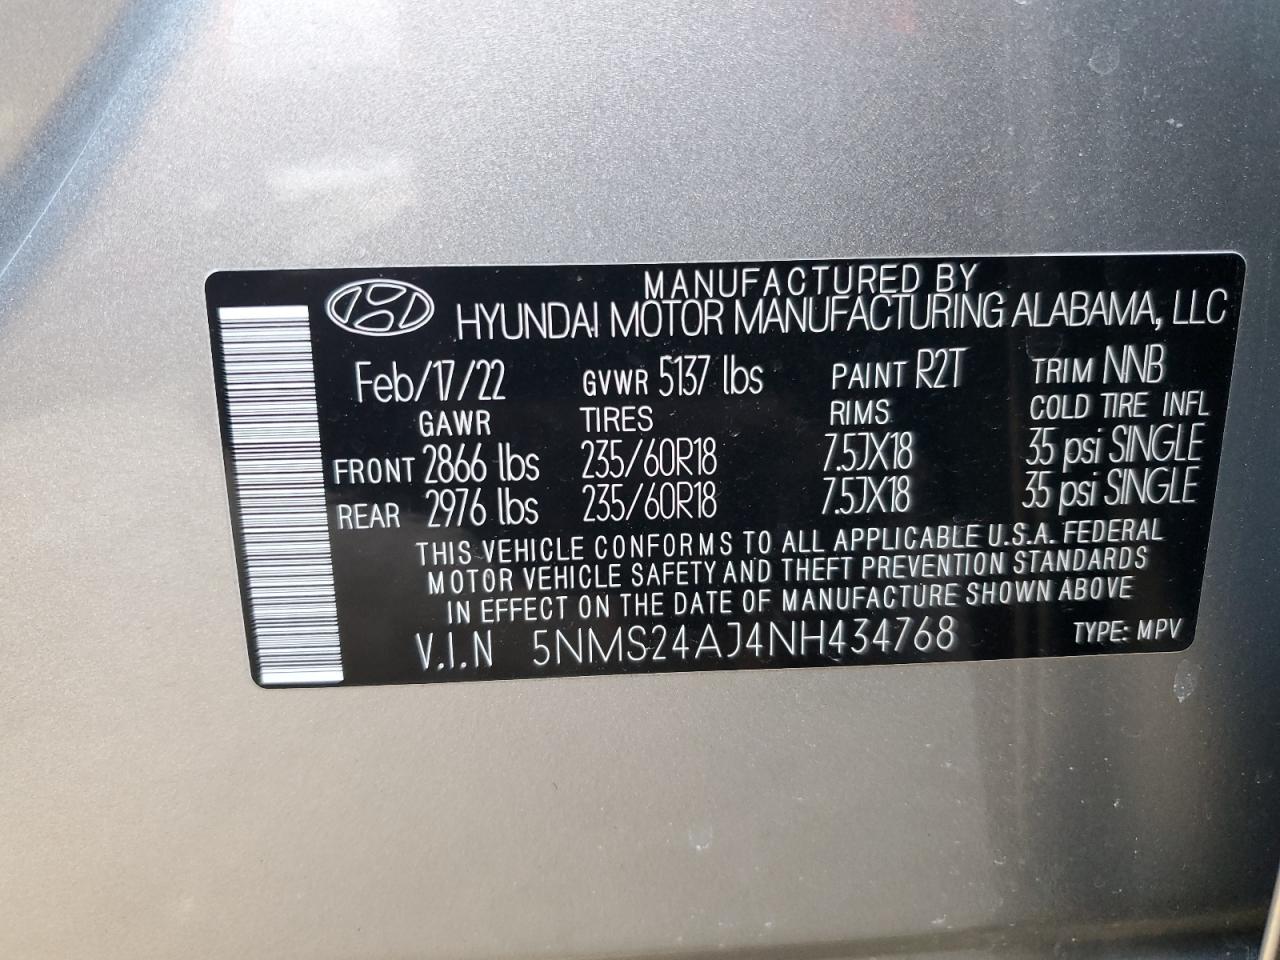 MANUFACTURED BY
HYUNDAI MOTOR MANUFACTURING ALABAMA, LLC
Feb/17/22 GVWR 5137 lbs PAINT R2T TRIM NNB
GAWR TIRES RIMS COLD TIRE INFL
FRONT 2866 lbs 235/60R18 7.5JX18 35 psi SINGLE
REAR 2976 lbs 235/60R18 7.5JX18 35 psi SINGLE
THIS VEHICLE CONFORMS TO ALL APPLICABLE U.S.A. FEDERAL
MOTOR VEHICLE SAFETY AND THEFT PREVENTION STANDARDS
IN EFFECT ON THE DATE OF MANUFACTURE SHOWN ABOVE
V.I.N 5NMS24AJ4NH434768 TYPE: MPV